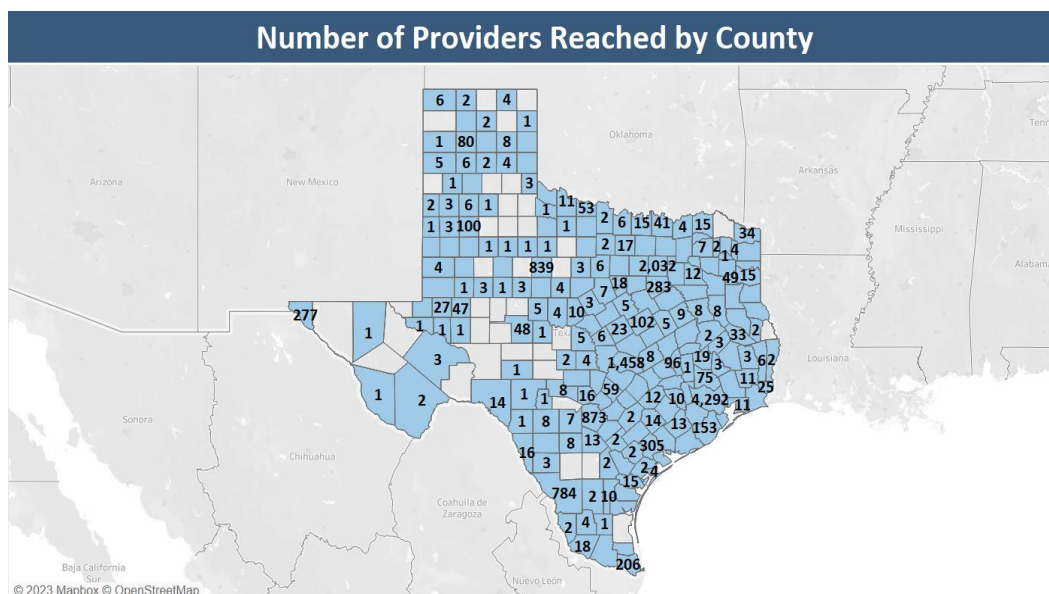 Number of Providers Reached by County
6 2 4
Oklahoma
Tenn
2 1
1 80 8
Arkansas
Arizona
New Mexico
5 6 2 4
1 3
2 3 6 1 1 11 53 2 6 15 41 4 15 34
1 3 100 1
Mississippi
1 1 1 1 2 17 7 2 1 4
Alabama
4 839 3 6 2,032 12 49 15
1 3 1 3 4 7 18 283
277 27 47 5 4 10 3 5 9 8 8
1 1 1 1 48 1 5 6 23 102 5 2 3 33 2
3 2 4 1,458 8 96 1 19 3 3 6 2
Louisiana
1 75 11 25
1 2 14 1 1 8 16 59 12 10 4,292 11
Sonora
1 8 7 873 2 14 13 153
Chihuahua
16 8 13 2 2 305
3 2 2 4
Coahuila de
Zaragoza
784 2 10 15
2 4 1
18
206
Baja California
Sur
Nuevo León
© 2023 Mapbox © OpenStreetMap